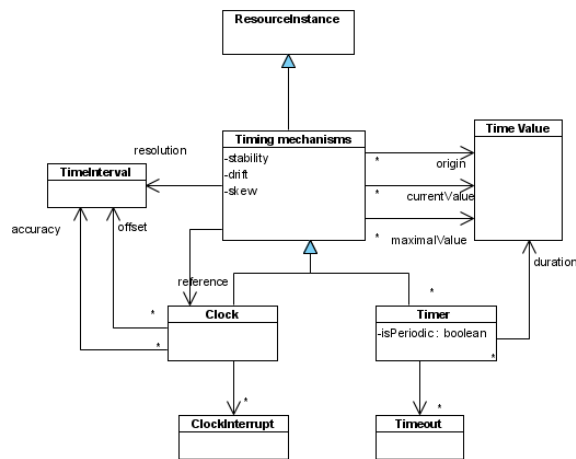 ResourceInstance
Timing mechanisms
-stability
-drift
-skew
Time Value
TimeInterval
resolution
*
origin
*
currentValue
*
maximalValue
accuracy
offset
reference
duration
*
*
*
Clock
Timer
-isPeriodic : boolean
*
*
*
ClockInterrupt
Timeout